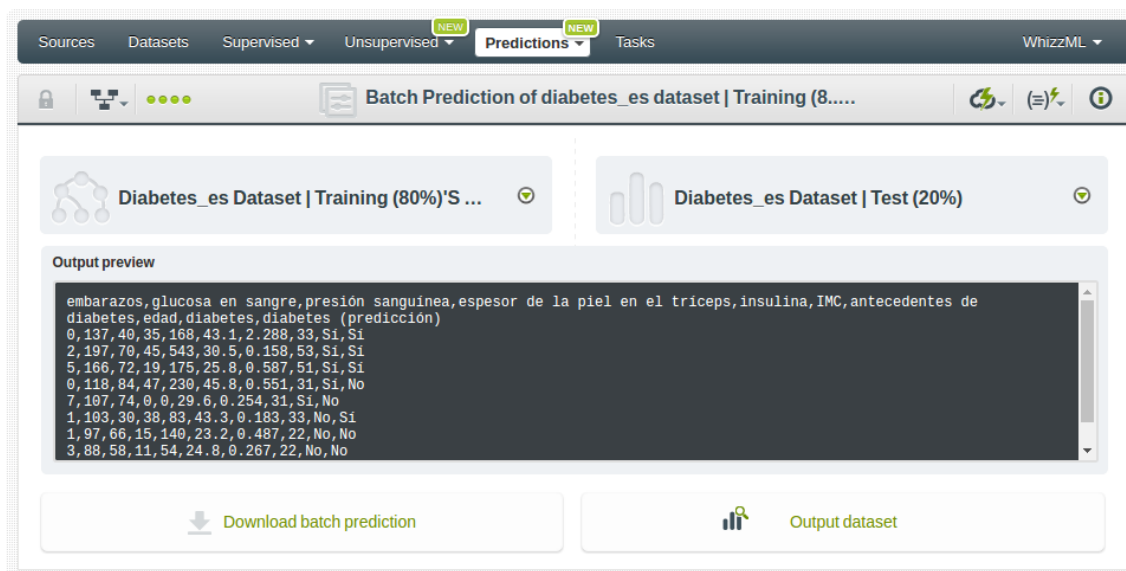 Sources Datasets Supervised Unsupervised NEW Predictions NEW Tasks WhizzML
Batch Prediction of diabetes_es dataset | Training (8.....
Diabetes_es Dataset | Training (80%)'S ...
Diabetes_es Dataset | Test (20%)
Output preview
embarazos,glucosa en sangre,presión sanguínea,espesor de la piel en el tríceps,insulina,IMC,antecedentes de
diabetes,edad,diabetes,diabetes (predicción)
0,137,40,35,168,43.1,2.288,33,Sí,Sí
2,197,70,45,543,30.5,0.158,53,Sí,Sí
5,166,72,19,175,25.8,0.587,51,Sí,Sí
0,118,84,47,230,45.8,0.551,31,Sí,No
7,107,74,0,0,29.6,0.254,31,Sí,No
1,103,30,38,83,43.3,0.183,33,No,Sí
1,97,66,15,140,23.2,0.487,22,No,No
3,88,58,11,54,24.8,0.267,22,No,No
Download batch prediction
Output dataset